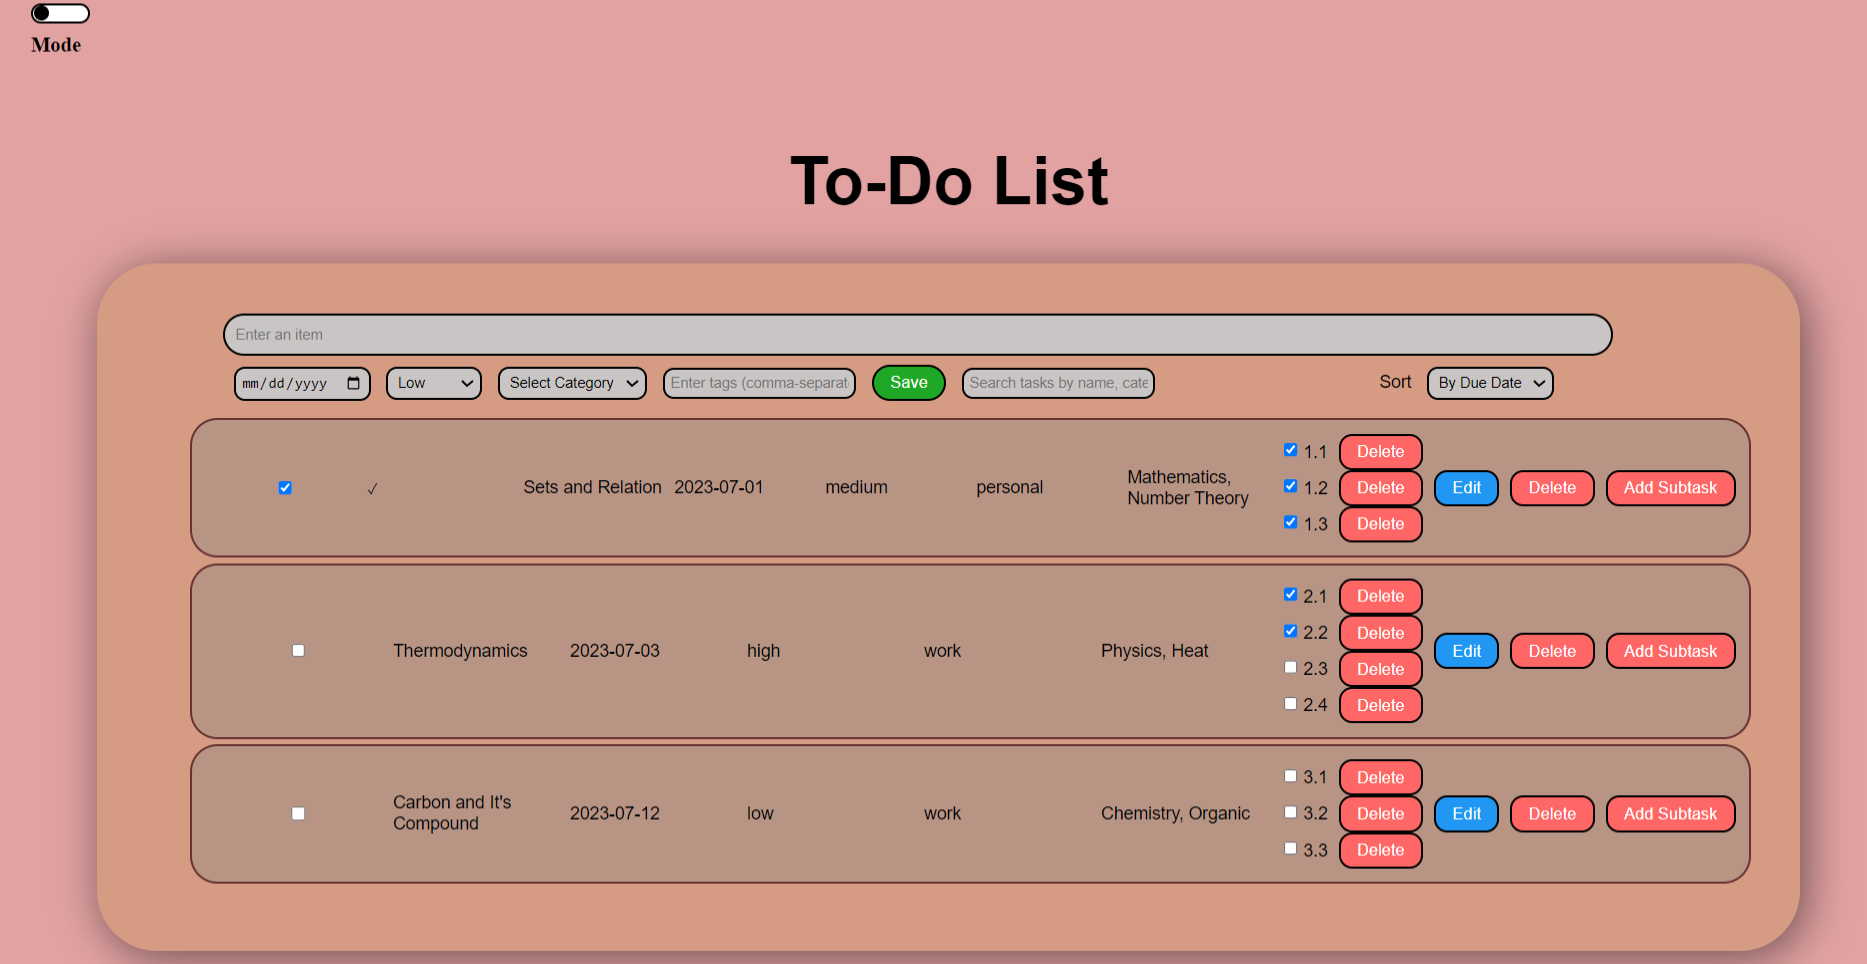 Mode
To-Do List
Enter an item
mm/dd/yyyy Low Select Category Enter tags (comma-separat Save Search tasks by name, cate Sort By Due Date
✓ Sets and Relation 2023-07-01 medium personal Mathematics, Number Theory
1.1 Delete
1.2 Delete
1.3 Delete
Edit Delete Add Subtask
Thermodynamics 2023-07-03 high work Physics, Heat
2.1 Delete
2.2 Delete
2.3 Delete
2.4 Delete
Edit Delete Add Subtask
Carbon and It's Compound 2023-07-12 low work Chemistry, Organic
3.1 Delete
3.2 Delete
3.3 Delete
Edit Delete Add Subtask